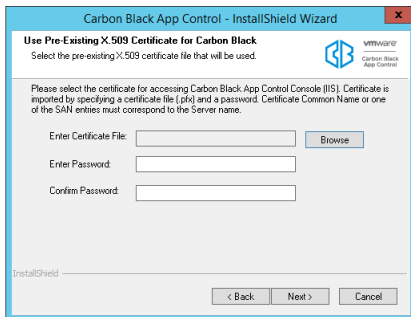 Carbon Black App Control - InstallShield Wizard
x
Use Pre-Existing X.509 Certificate for Carbon Black
Select the pre-existing X.509 certificate file that will be used.
vmware
Carbon Black
App Control
Please select the certificate for accessing Carbon Black App Control Console (IIS). Certificate is
imported by specifying a certificate file (.pfx) and a password. Certificate Common Name or one
of the SAN entries must correspond to the Server name.
Enter Certificate File:
Browse
Enter Password:
Confirm Password:
InstallShield
< Back
Next >
Cancel